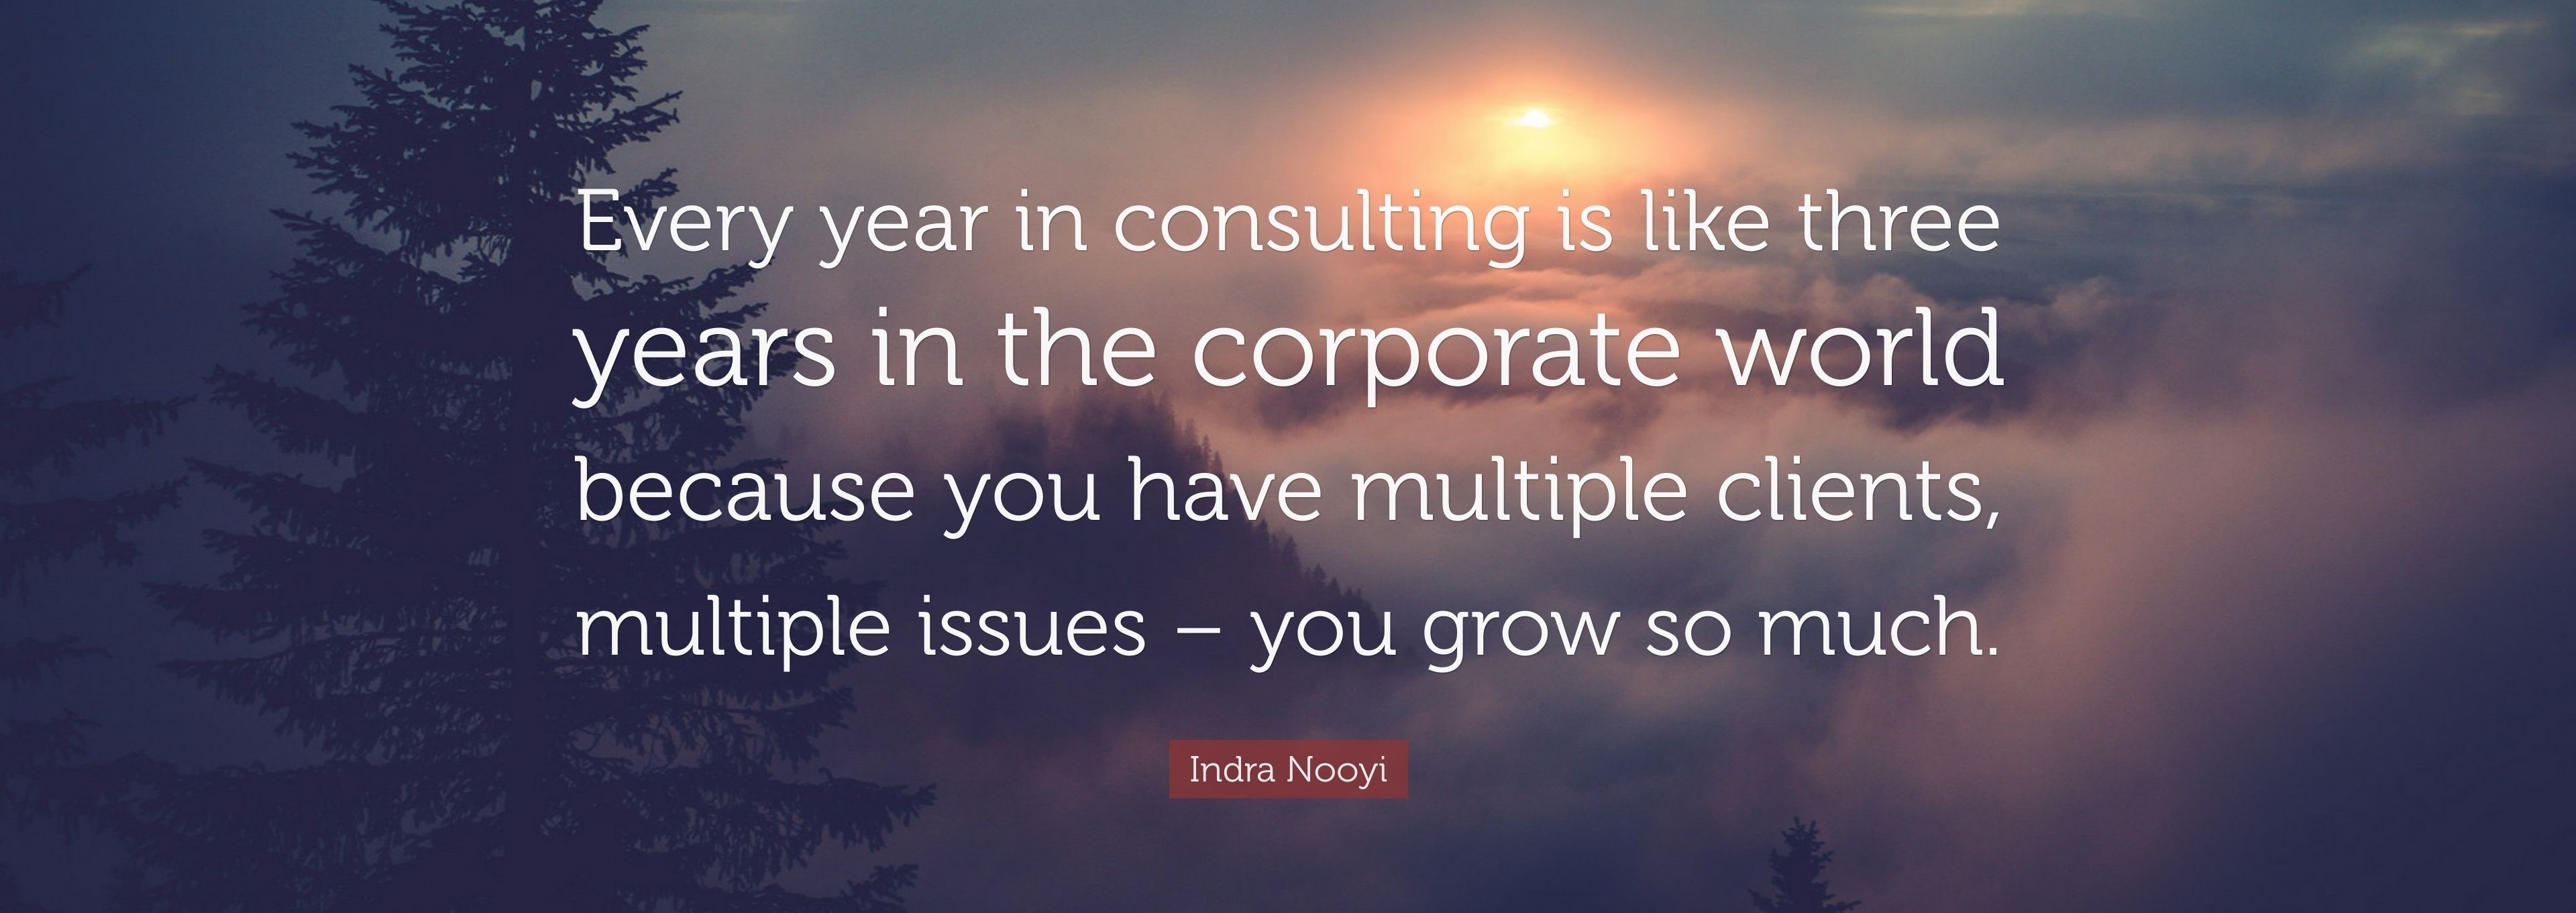 Every year in consulting is like three
years in the corporate world
because you have multiple clients,
multiple issues – you grow so much.
Indra Nooyi